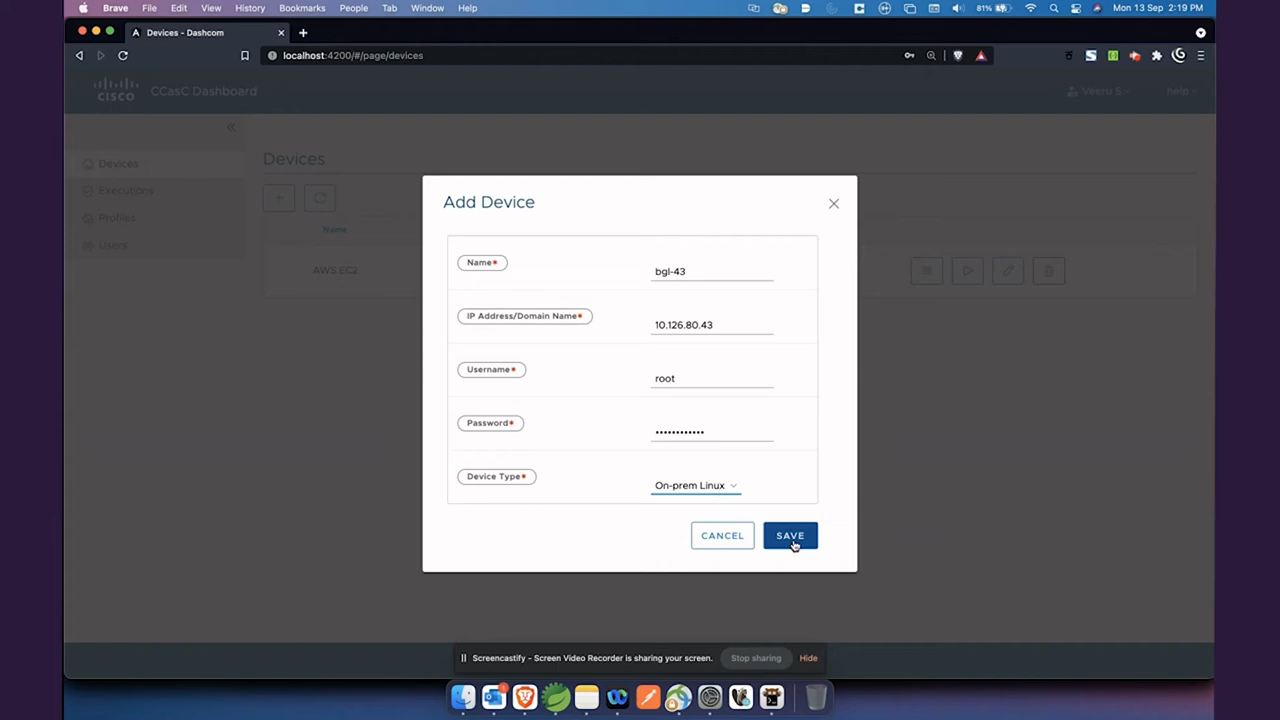 Brave File Edit View History Bookmarks People Tab Window Help 81% Mon 13 Sep 2:19 PM
Devices - Dashcom
localhost:4200/#/page/devices
CISCO CCasC Dashboard Veeru S help
Devices
Executions
Profiles
Users
Devices
Name
AWS EC2
Add Device
Name* bgl-43
IP Address/Domain Name* 10.126.80.43
Username* root
Password* ••••••••••••
Device Type* On-prem Linux
CANCEL SAVE
Screencastify - Screen Video Recorder is sharing your screen. Stop sharing Hide